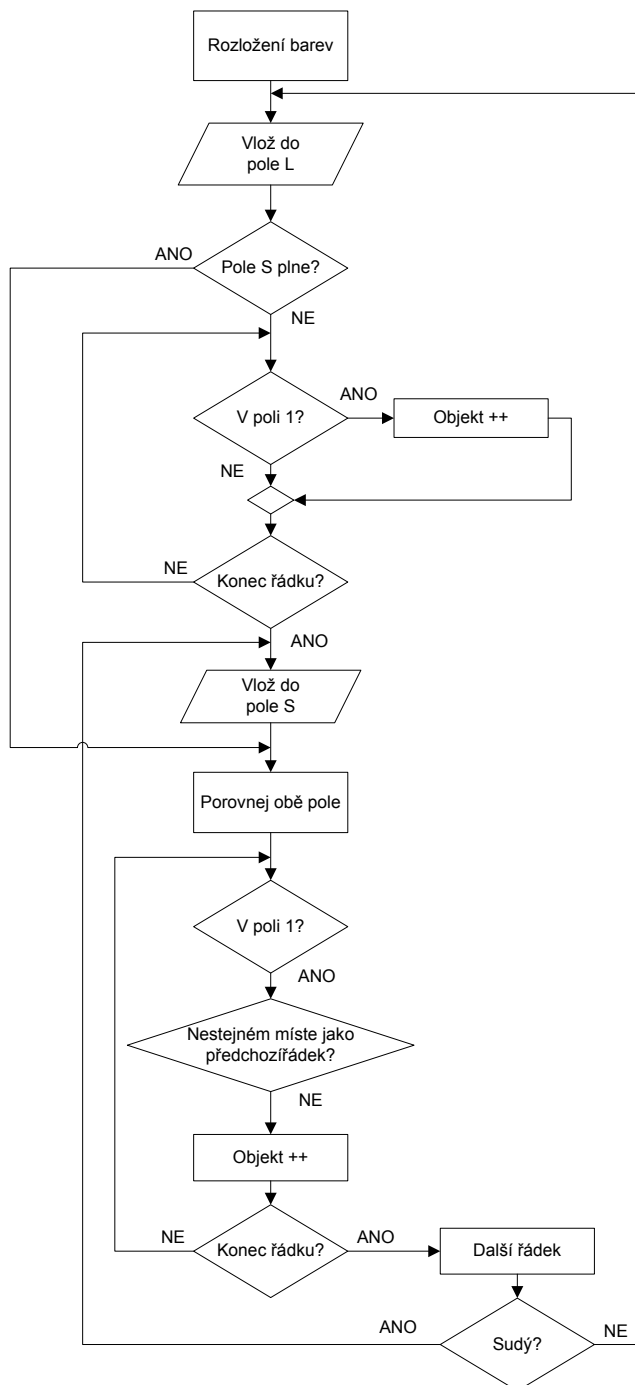 Rozložení barev
Vlož do
pole L
ANO
Pole S plne?
NE
ANO
V poli 1?
Objekt ++
NE
NE
Konec řádku?
ANO
Vlož do
pole S
Porovnej obě pole
V poli 1?
ANO
Nestejném míste jako
předchozířádek?
NE
Objekt ++
NE
Konec řádku?
ANO
Další řádek
ANO
Sudý?
NE